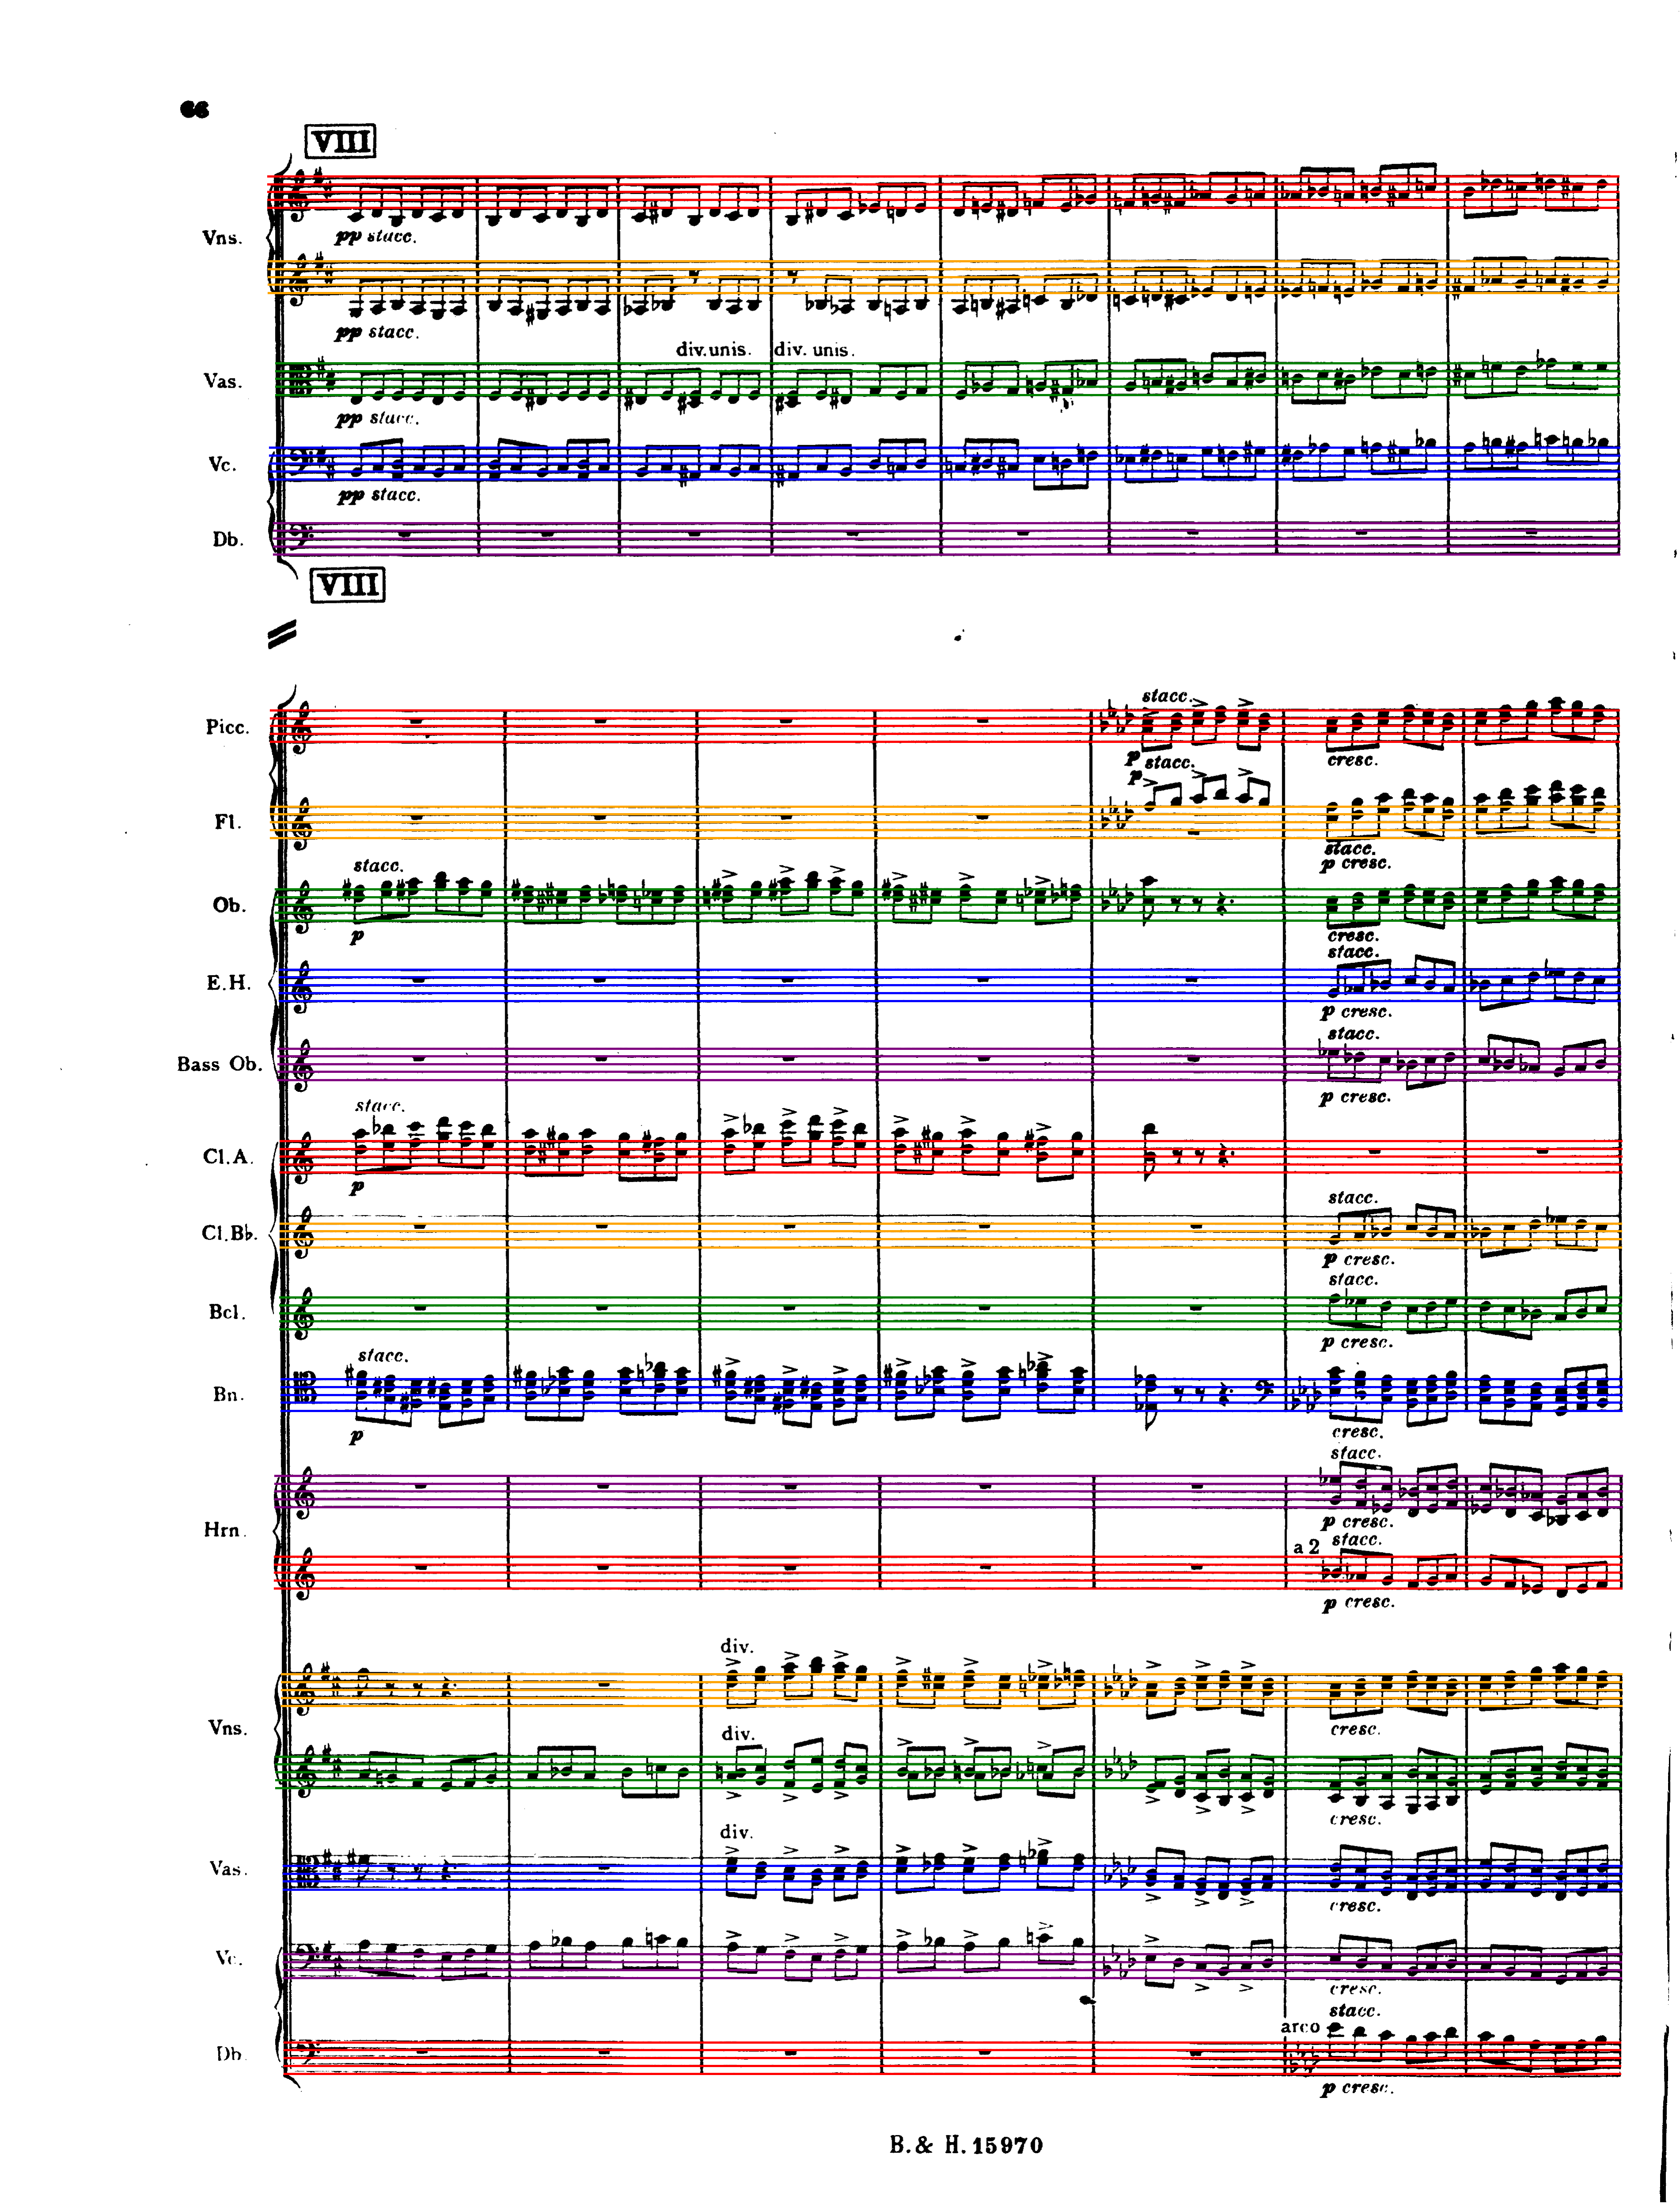 66
VIII
Vns.
pp stacc.
pp stacc.
div. unis. div. unis.
Vas.
pp stacc.
Vc.
pp stacc.
Db.
VIII
stacc.
Picc.
p stacc. cresc.
p
Fl.
stacc.
stacc. p cresc.
Ob.
p cresc.
stacc.
E.H.
p cresc.
stacc.
Bass Ob.
p cresc.
stacc.
Cl.A.
p
stacc.
Cl.B♭.
p cresc.
stacc.
Bcl.
p cresc.
stacc.
Bn.
p cresc.
stacc.
p cresc.
Hrn.
a 2 stacc.
p cresc.
div.
Vns. cresc.
div.
cresc.
div.
Vas.
cresc.
Vc.
cresc.
stacc.
arco
Db.
p cresc.
B. & H. 15970